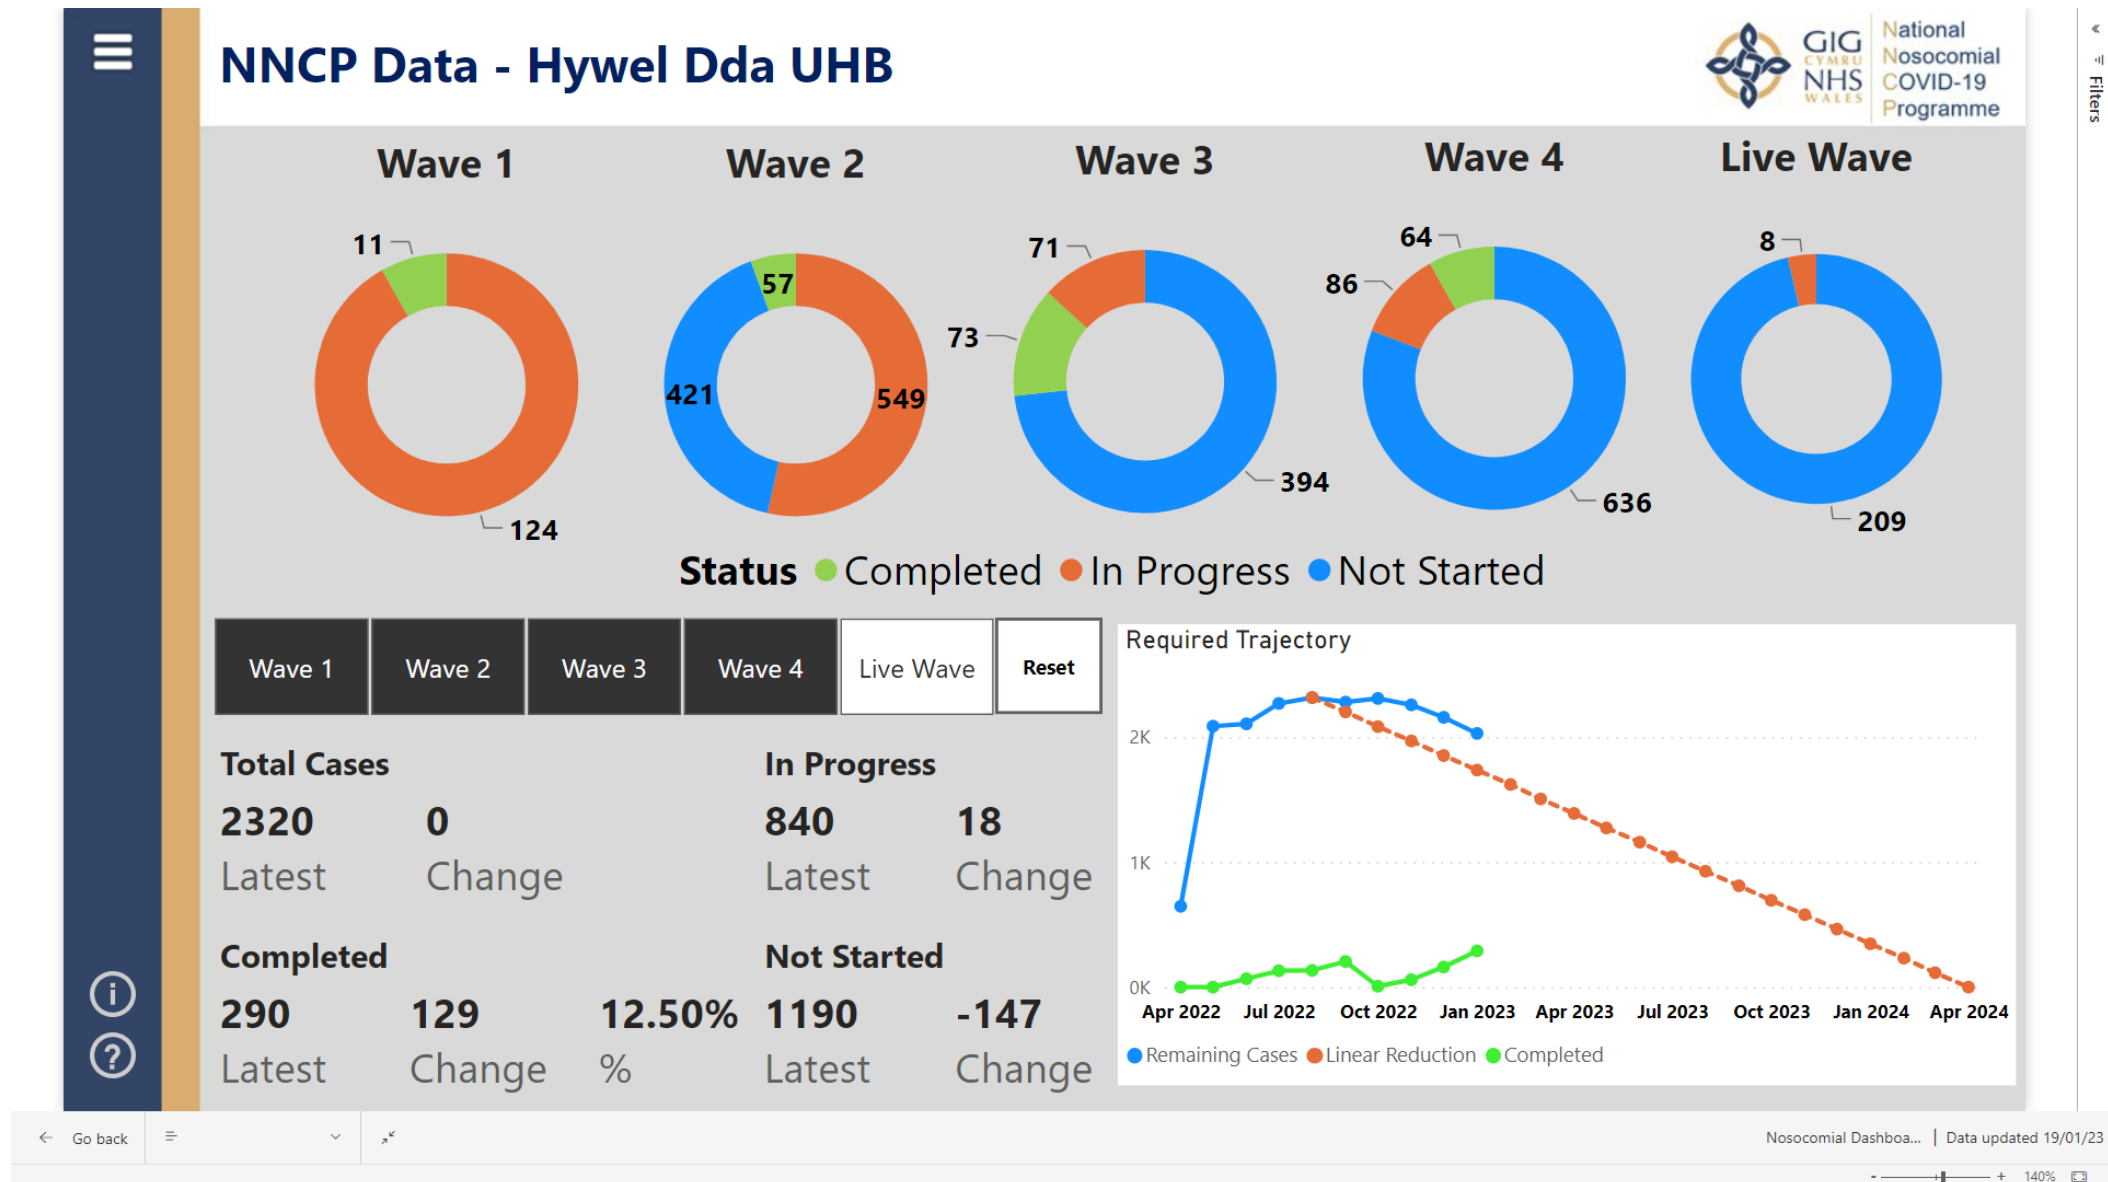 NNCP Data - Hywel Dda UHB
GIG
CYMRU
NHS
WALES
National
Nosocomial
COVID-19
Programme
«
Filters
Wave 1
Wave 2
Wave 3
Wave 4
Live Wave
11
124
57
421
549
71
73
394
64
86
636
8
209
Status Completed In Progress Not Started
Wave 1
Wave 2
Wave 3
Wave 4
Live Wave
Reset
Total Cases
2320 0
Latest Change
In Progress
840 18
Latest Change
Completed
290 129 12.50%
Latest Change %
Not Started
1190 -147
Latest Change
Required Trajectory
2K
1K
0K
Apr 2022 Jul 2022 Oct 2022 Jan 2023 Apr 2023 Jul 2023 Oct 2023 Jan 2024 Apr 2024
Remaining Cases Linear Reduction Completed
i
?
Go back
Nosocomial Dashboa... | Data updated 19/01/23
- + 140%